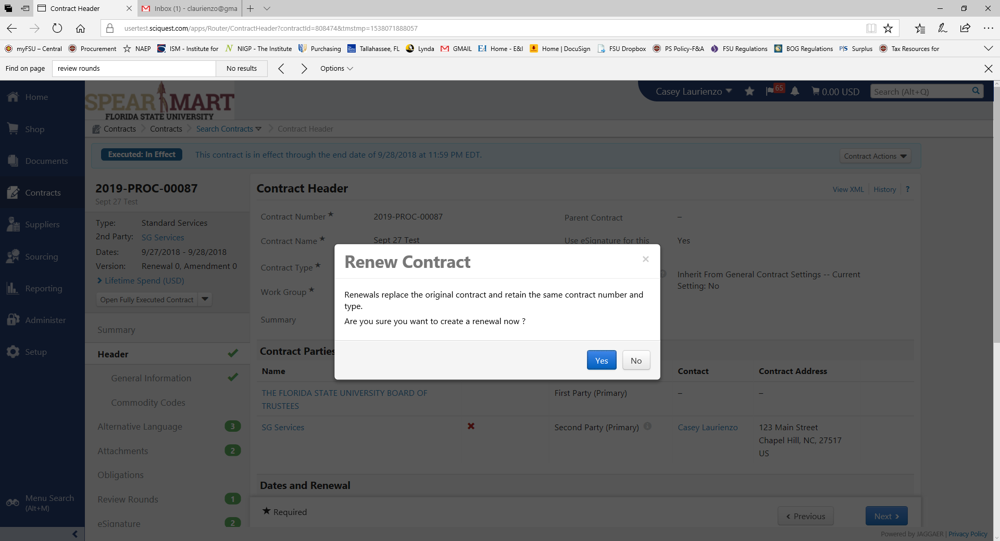 Contract Header
Inbox (1) - claurienzo@gma
usertest.sciquest.com/apps/Router/ContractHeader?contractId=808474&tmstmp=1538071888057
myFSU – Central
Procurement
NAEP
ISM - Institute for
NIGP - The Institute
Purchasing
Tallahassee, FL
Lynda
GMAIL
Home - E&I
Home | DocuSign
FSU Dropbox
PS Policy-F&A
FSU Regulations
BOG Regulations
P|S Surplus
Tax Resources for
Find on page
review rounds
No results
Options
Home
Shop
Documents
Contracts
Suppliers
Sourcing
Reporting
Administer
Setup
Menu Search
(Alt+M)
SPEAR MART
FLORIDA STATE UNIVERSITY
Casey Laurienzo
65
0.00 USD
Search (Alt+Q)
Contracts
Contracts
Search Contracts
Contract Header
Executed: In Effect
This contract is in effect through the end date of 9/28/2018 at 11:59 PM EDT.
Contract Actions
2019-PROC-00087
Sept 27 Test
Type: Standard Services
2nd Party: SG Services
Dates: 9/27/2018 - 9/28/2018
Version: Renewal 0, Amendment 0
Lifetime Spend (USD)
Open Fully Executed Contract
Summary
Header
General Information
Commodity Codes
Alternative Language 3
Attachments 2
Obligations
Review Rounds 1
eSignature 2
Contract Header
View XML
History
?
Contract Number ★ 2019-PROC-00087
Parent Contract –
Contract Name ★ Sept 27 Test
Use eSignature for this Yes
Contract Type ★
Inherit From General Contract Settings -- Current
Setting: No
Work Group ★
Summary
Renew Contract
×
Renewals replace the original contract and retain the same contract number and
type.
Are you sure you want to create a renewal now ?
Yes
No
Contract Parties
Name
Contact
Contract Address
THE FLORIDA STATE UNIVERSITY BOARD OF
TRUSTEES
First Party (Primary)
–
–
SG Services
Second Party (Primary)
Casey Laurienzo
123 Main Street
Chapel Hill, NC, 27517
US
Dates and Renewal
★ Required
Previous
Next
Powered by JAGGAER | Privacy Policy